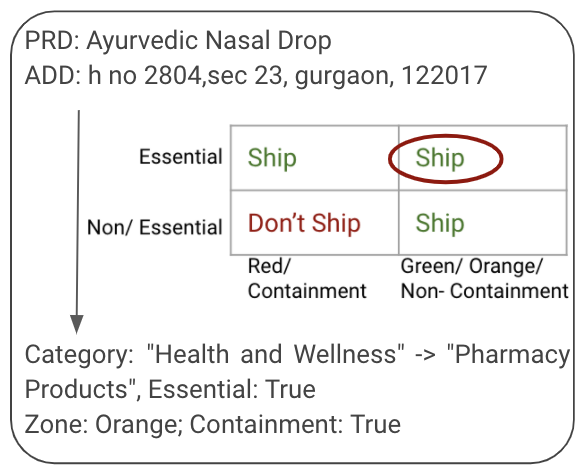 PRD: Ayurvedic Nasal Drop
ADD: h no 2804,sec 23, gurgaon, 122017
Essential Ship Ship
Non/ Essential Don't Ship Ship
Red/ Green/ Orange/
Containment Non- Containment
Category: "Health and Wellness" -> "Pharmacy
Products", Essential: True
Zone: Orange; Containment: True